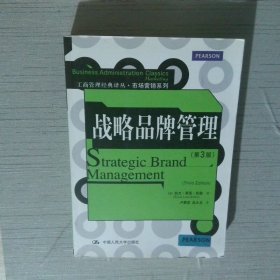 PEARSON
Business Administration Classics
Marketing
工商管理经典译丛·市场营销系列
战略品牌管理
(第3版)
Strategic Brand
Management
(Third Edition)
中国人民大学出版社
PEARSON